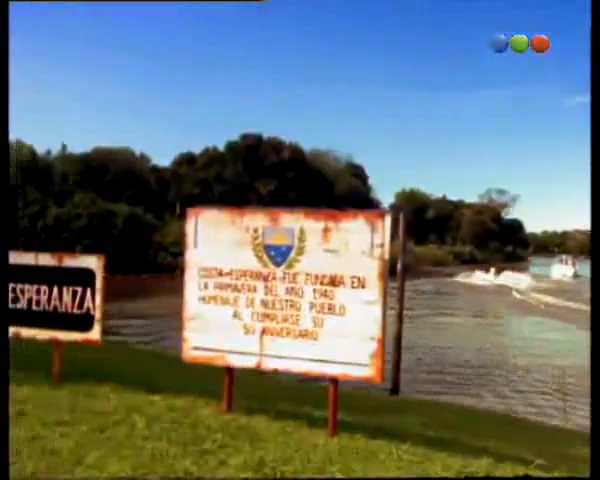 ESPERANZA
COSTA ESPERANZA FUE FUNDADA EN
LA PRIMAVERA DEL AÑO 1940
HOMENAJE DE NUESTRO PUEBLO
AL CUMPLIRSE SU
50 ANIVERSARIO